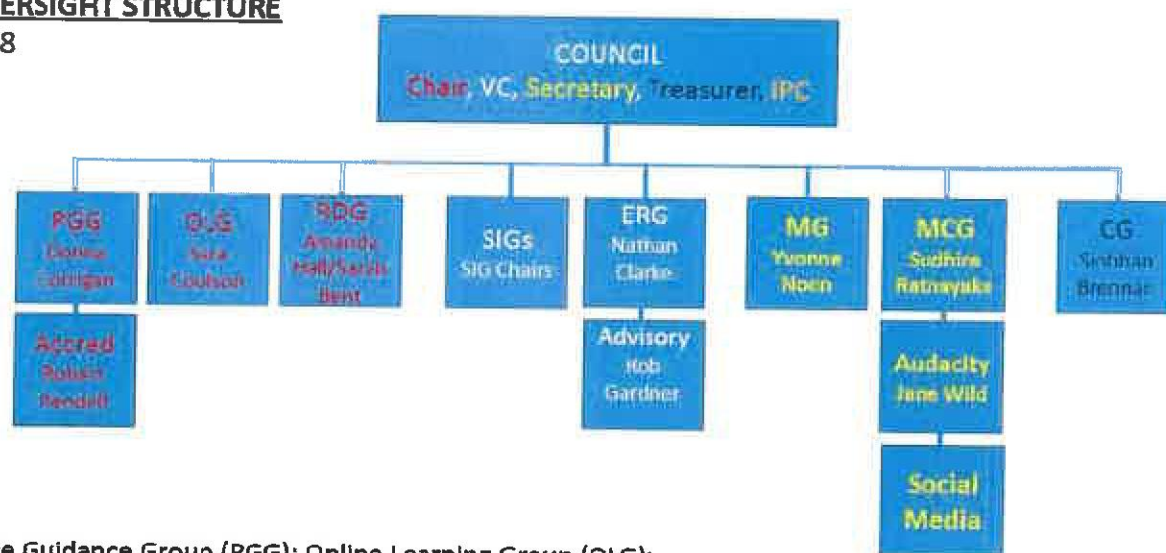 ERSIGHT STRUCTURE
8
COUNCIL
Chair, VC, Secretary, Treasurer, IPC
PGG
Donna
Corrigan
OLG
Sara
Coulson
RDG
Amanda
Hall/Sarah
Bent
SIGs
SIG Chairs
ERG
Nathan
Clarke
MG
Yvonne
Noon
MCG
Sudhira
Ratnayake
CG
Siobhan
Brennan
Accred
Robert
Rendell
Advisory
Rob
Gardner
Audacity
Jane Wild
Social
Media
e Guidance Group (PGG); Online Learning Group (OLG);